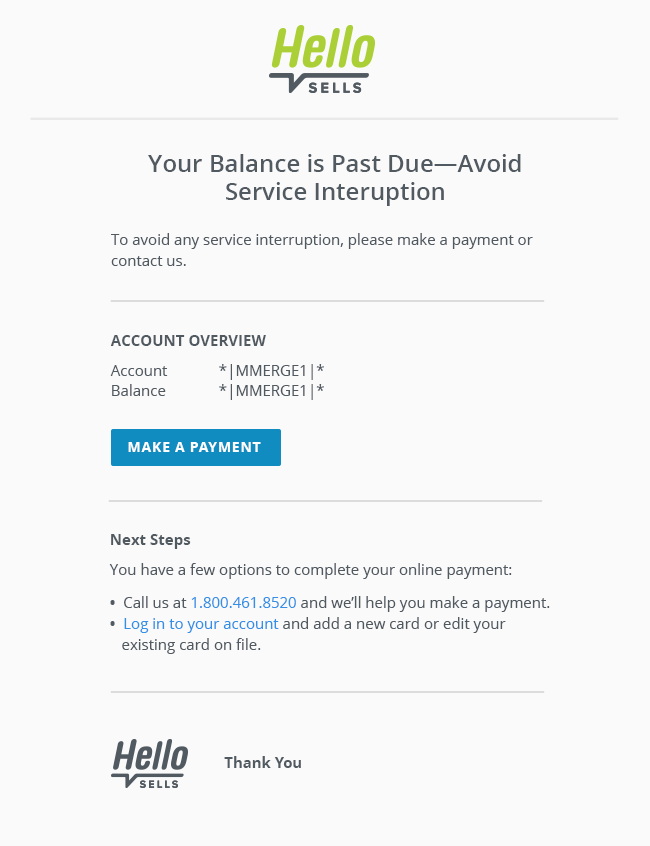 Hello
SELLS
Your Balance is Past Due—Avoid
Service Interuption
To avoid any service interruption, please make a payment or
contact us.
ACCOUNT OVERVIEW
Account *|MMERGE1|*
Balance *|MMERGE1|*
MAKE A PAYMENT
Next Steps
You have a few options to complete your online payment:
• Call us at 1.800.461.8520 and we’ll help you make a payment.
• Log in to your account and add a new card or edit your
existing card on file.
Hello
SELLS
Thank You